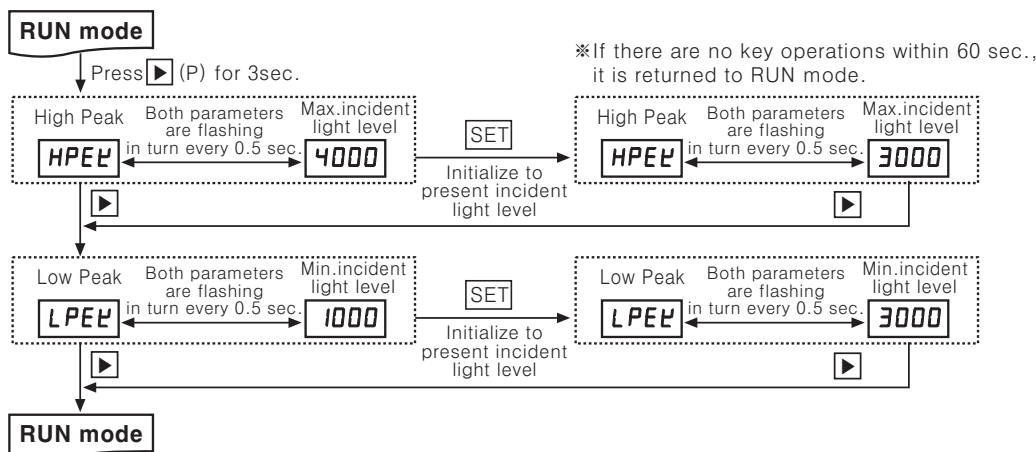 RUN mode
Press ▶ (P) for 3sec.
※If there are no key operations within 60 sec.,
it is returned to RUN mode.
High Peak
Both parameters
are flashing
in turn every 0.5 sec.
Max.incident
light level
HPEK
4000
SET
Initialize to
present incident
light level
High Peak
Both parameters
are flashing
in turn every 0.5 sec.
Max.incident
light level
HPEK
3000
▶
▶
Low Peak
Both parameters
are flashing
in turn every 0.5 sec.
Min.incident
light level
LPEK
1000
SET
Initialize to
present incident
light level
Low Peak
Both parameters
are flashing
in turn every 0.5 sec.
Min.incident
light level
LPEK
3000
▶
▶
RUN mode